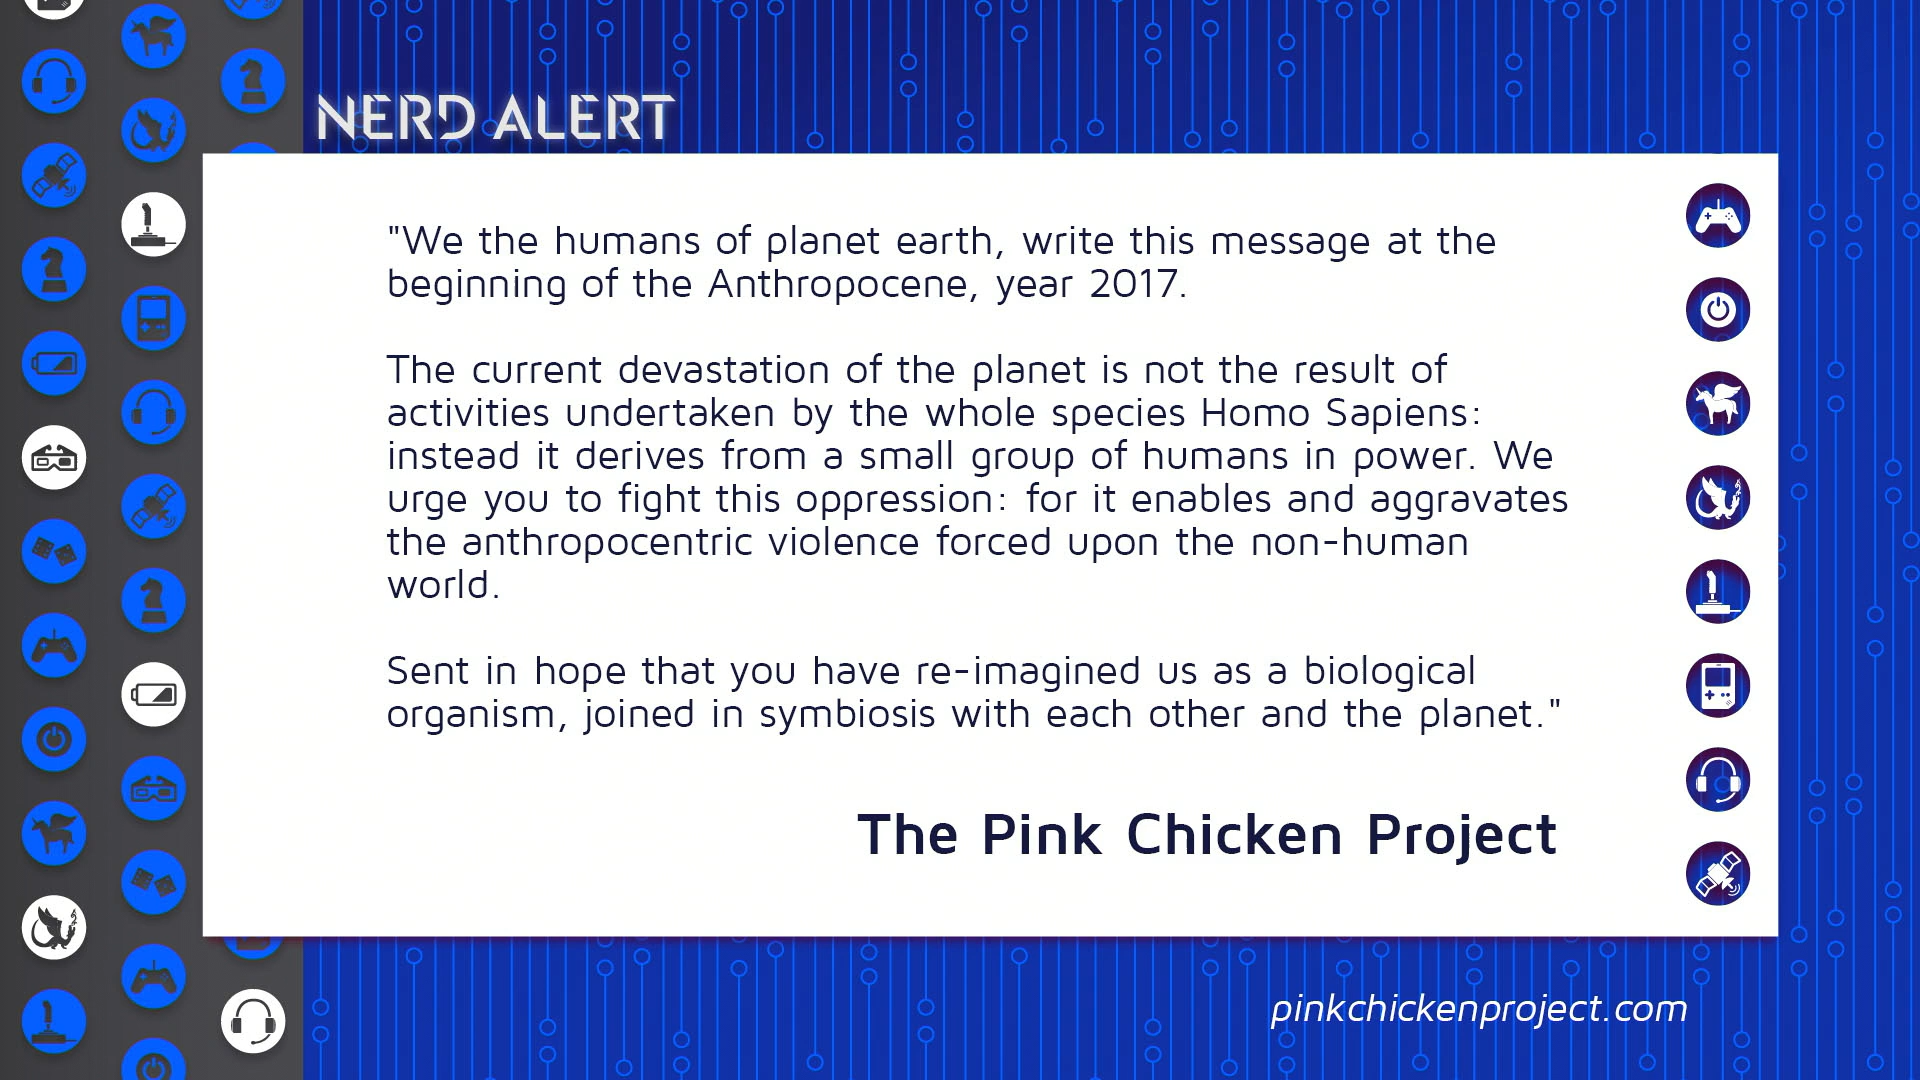 NERD ALERT
"We the humans of planet earth, write this message at the
beginning of the Anthropocene, year 2017.
The current devastation of the planet is not the result of
activities undertaken by the whole species Homo Sapiens:
instead it derives from a small group of humans in power. We
urge you to fight this oppression: for it enables and aggravates
the anthropocentric violence forced upon the non-human
world.
Sent in hope that you have re-imagined us as a biological
organism, joined in symbiosis with each other and the planet."
The Pink Chicken Project
pinkchickenproject.com